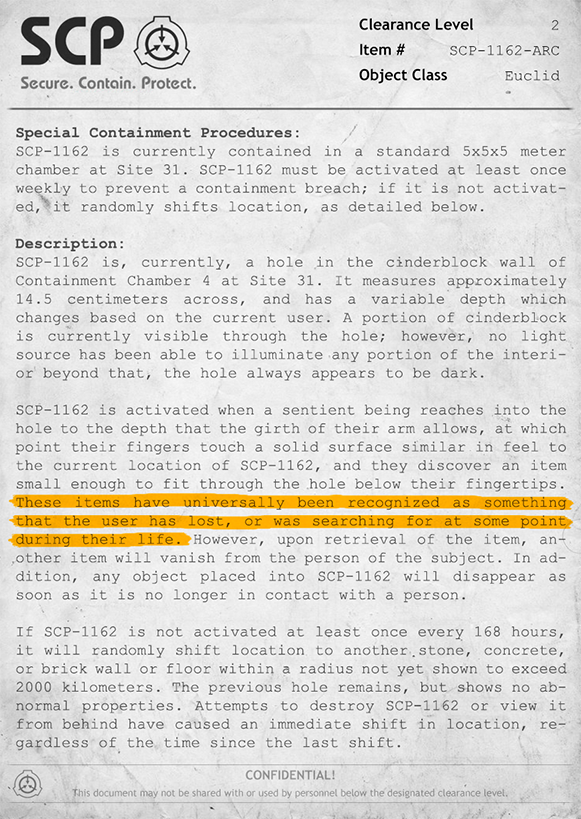 SCP
Secure. Contain. Protect.
Clearance Level 2
Item # SCP-1162-ARC
Object Class Euclid
Special Containment Procedures:
SCP-1162 is currently contained in a standard 5x5x5 meter
chamber at Site 31. SCP-1162 must be activated at least once
weekly to prevent a containment breach; if it is not activat-
ed, it randomly shifts location, as detailed below.
Description:
SCP-1162 is, currently, a hole in the cinderblock wall of
Containment Chamber 4 at Site 31. It measures approximately
14.5 centimeters across, and has a variable depth which
changes based on the current user. A portion of cinderblock
is currently visible through the hole; however, no light
source has been able to illuminate any portion of the interi-
or beyond that, the hole always appears to be dark.
SCP-1162 is activated when a sentient being reaches into the
hole to the depth that the girth of their arm allows, at which
point their fingers touch a solid surface similar in feel to
the current location of SCP-1162, and they discover an item
small enough to fit through the hole below their fingertips.
These items have universally been recognized as something
that the user has lost, or was searching for at some point
during their life. However, upon retrieval of the item, an-
other item will vanish from the person of the subject. In ad-
dition, any object placed into SCP-1162 will disappear as
soon as it is no longer in contact with a person.
If SCP-1162 is not activated at least once every 168 hours,
it will randomly shift location to another stone, concrete,
or brick wall or floor within a radius not yet shown to exceed
2000 kilometers. The previous hole remains, but shows no ab-
normal properties. Attempts to destroy SCP-1162 or view it
from behind have caused an immediate shift in location, re-
gardless of the time since the last shift.
CONFIDENTIAL!
This document may not be shared with or used by personnel below the designated clearance level.